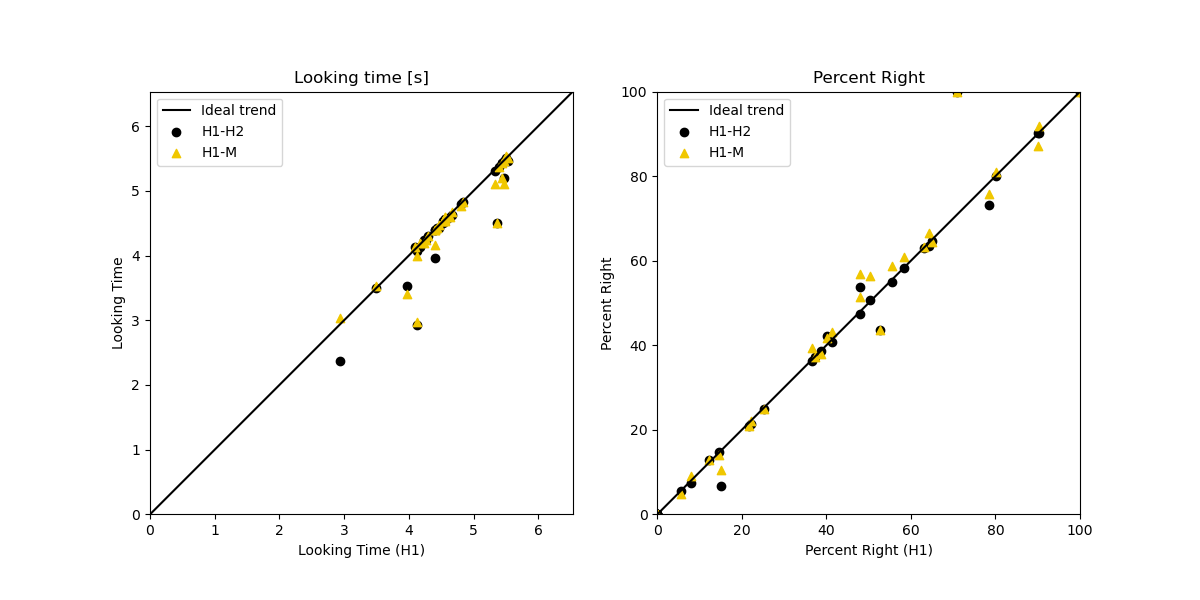 Looking time [s]
Ideal trend
H1-H2
H1-M
Looking Time
6
5
4
3
2
1
0
0 1 2 3 4 5 6
Looking Time (H1)
Percent Right
Ideal trend
H1-H2
H1-M
Percent Right
100
80
60
40
20
0
0 20 40 60 80 100
Percent Right (H1)